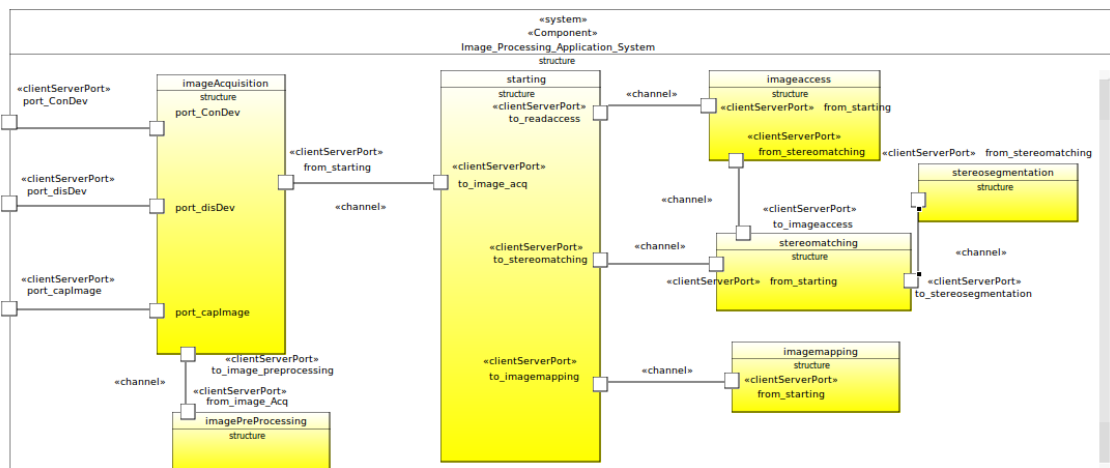 «system»
«Component»
Image_Processing_Application_System
structure
«clientServerPort»
port_ConDev
«clientServerPort»
port_disDev
«clientServerPort»
port_capImage
imageAcquisition
structure
port_ConDev
port_disDev
port_capImage
«clientServerPort»
from_starting
«channel»
«clientServerPort»
to_image_preprocessing
«channel»
«clientServerPort»
from_image_Acq
imagePreProcessing
structure
starting
structure
«clientServerPort»
to_readaccess
«clientServerPort»
to_image_acq
«clientServerPort»
to_stereomatching
«clientServerPort»
to_imagemapping
«channel»
imageaccess
structure
«clientServerPort» from_starting
«clientServerPort»
from_stereomatching
«channel»
«clientServerPort»
to_imageaccess
«channel»
stereomatching
structure
«clientServerPort» from_starting
«clientServerPort» from_stereomatching
stereosegmentation
structure
«channel»
«clientServerPort»
to_stereosegmentation
«channel»
imagemapping
structure
«clientServerPort»
from_starting